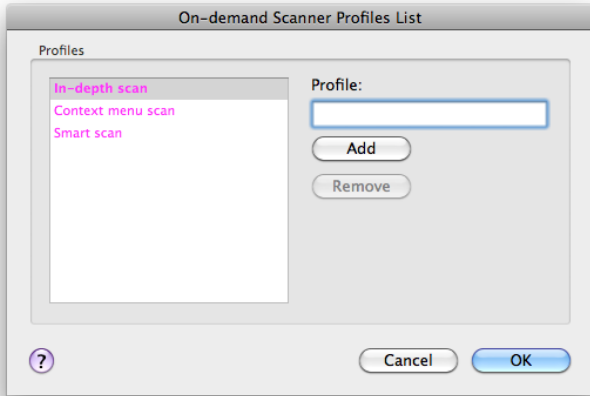 On-demand Scanner Profiles List
Profiles
In-depth scan
Context menu scan
Smart scan
Profile:
Add
Remove
?
Cancel
OK